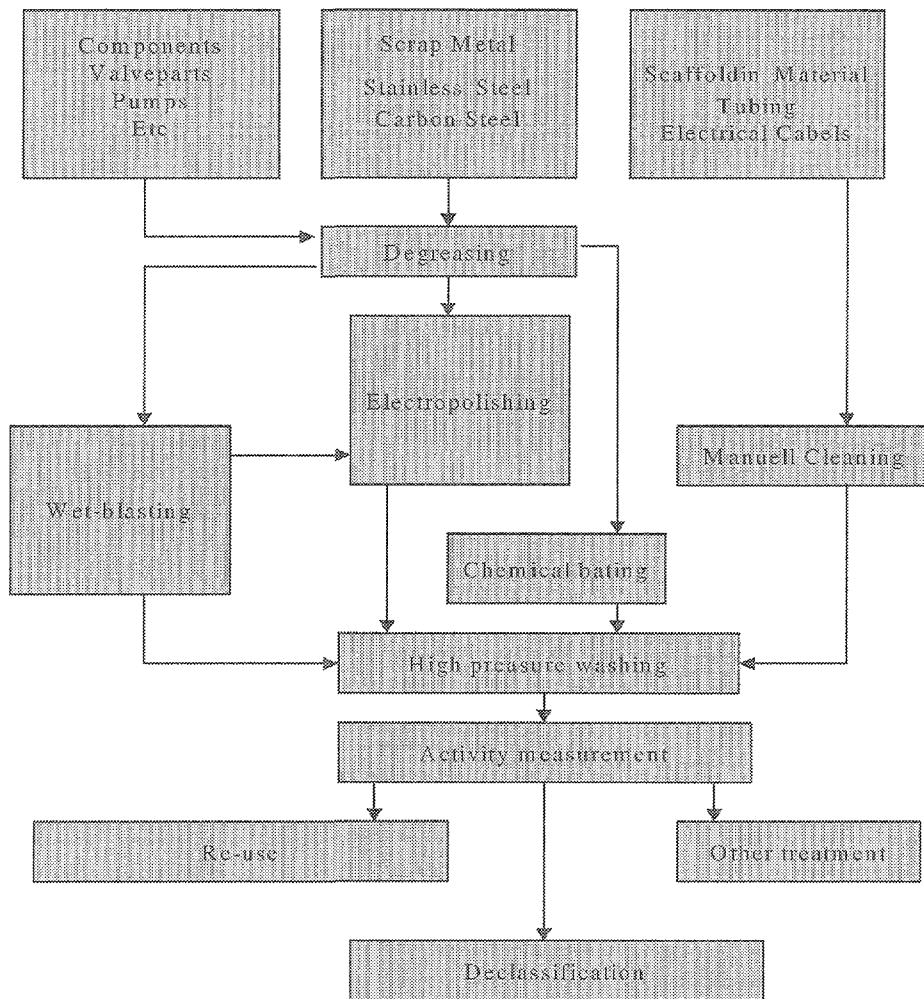 Components
Valveparts
Pumps
Etc
Scrap Metal
Stainless Steel
Carbon Steel
Scaffoldin Material
Tubing
Electrical Cabels
Degreasing
Electropolishing
Manuell Cleaning
Wet-blasting
Chemical bating
High preasure washing
Activity measurement
Re-use
Other treatment
Declassification